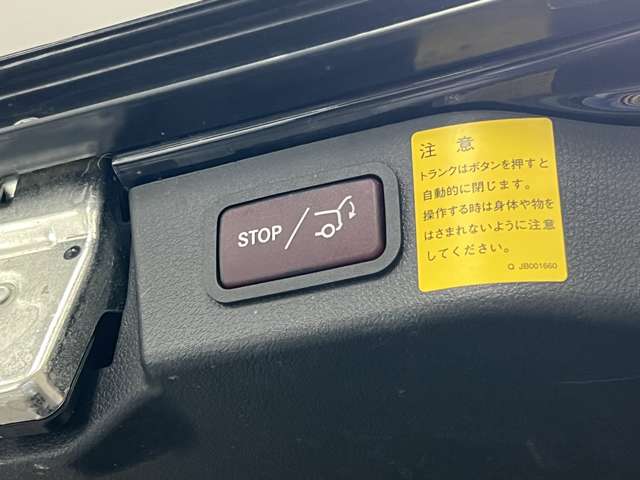 STOP/
注意
トランクはボタンを押すと
自動的に閉じます。
操作する時は身体や物を
はさまれないように注意
してください。
Q JB001660